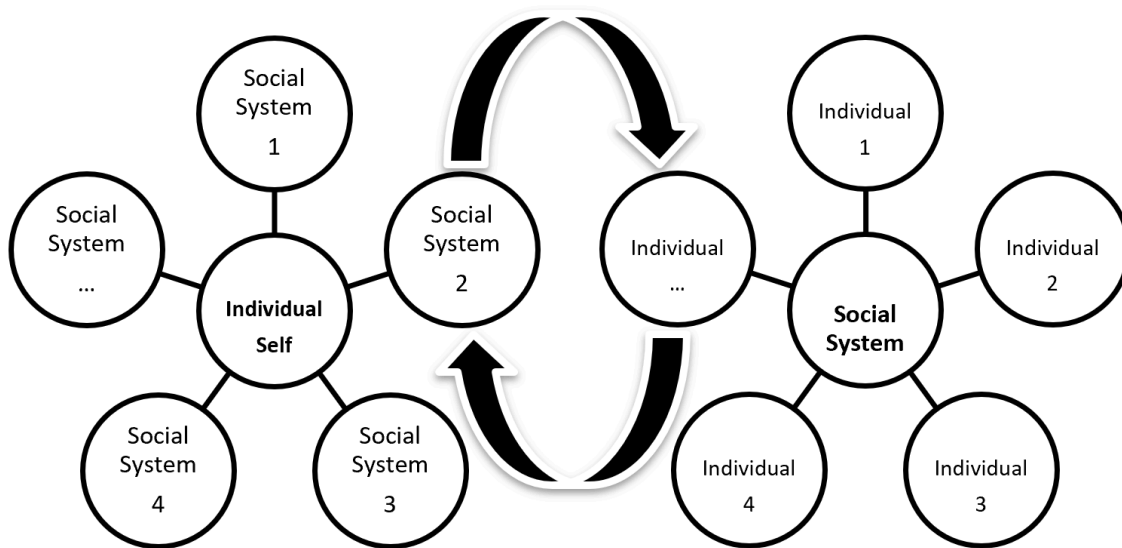 Social
System
1
Social
System
...
Individual
Self
Social
System
2
Social
System
4
Social
System
3
Individual
1
Individual
...
Social
System
Individual
2
Individual
4
Individual
3